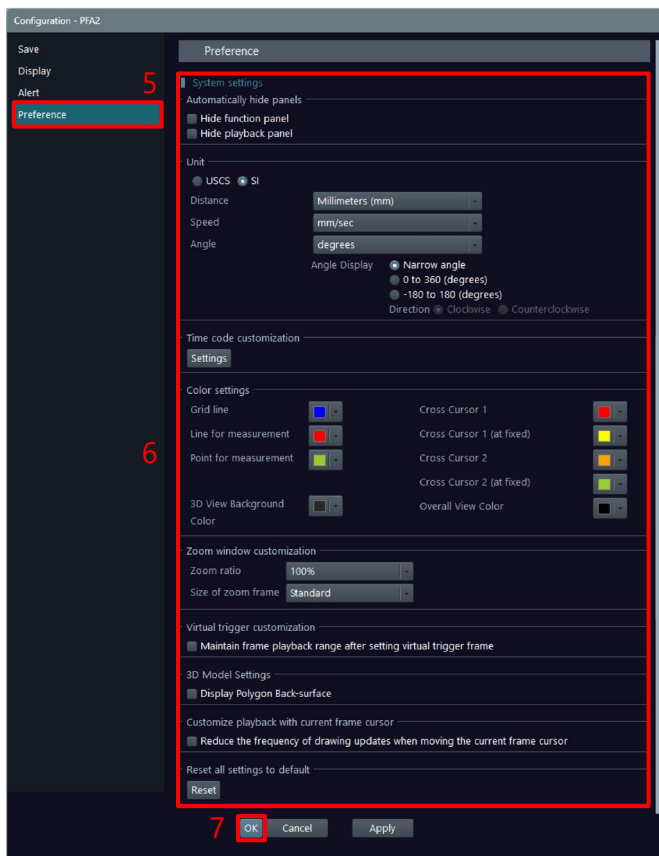 Configuration - PFA2
Save
Display
Alert
5
Preference
Preference
System settings
Automatically hide panels
Hide function panel
Hide playback panel
Unit
USCS SI
Distance Millimeters (mm)
Speed mm/sec
Angle degrees
Angle Display Narrow angle
0 to 360 (degrees)
-180 to 180 (degrees)
Direction Clockwise Counterclockwise
Time code customization
Settings
Color settings
Grid line Cross Cursor 1
Line for measurement Cross Cursor 1 (at fixed)
6
Point for measurement Cross Cursor 2
Cross Cursor 2 (at fixed)
3D View Background Overall View Color
Color
Zoom window customization
Zoom ratio 100%
Size of zoom frame Standard
Virtual trigger customization
Maintain frame playback range after setting virtual trigger frame
3D Model Settings
Display Polygon Back-surface
Customize playback with current frame cursor
Reduce the frequency of drawing updates when moving the current frame cursor
Reset all settings to default
Reset
7 OK Cancel Apply